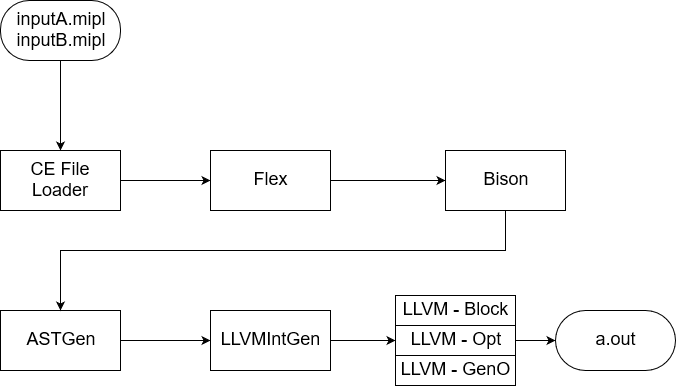 inputA.mipl
inputB.mipl
CE File
Loader
Flex
Bison
ASTGen
LLVMIntGen
LLVM - Block
LLVM - Opt
LLVM - GenO
a.out